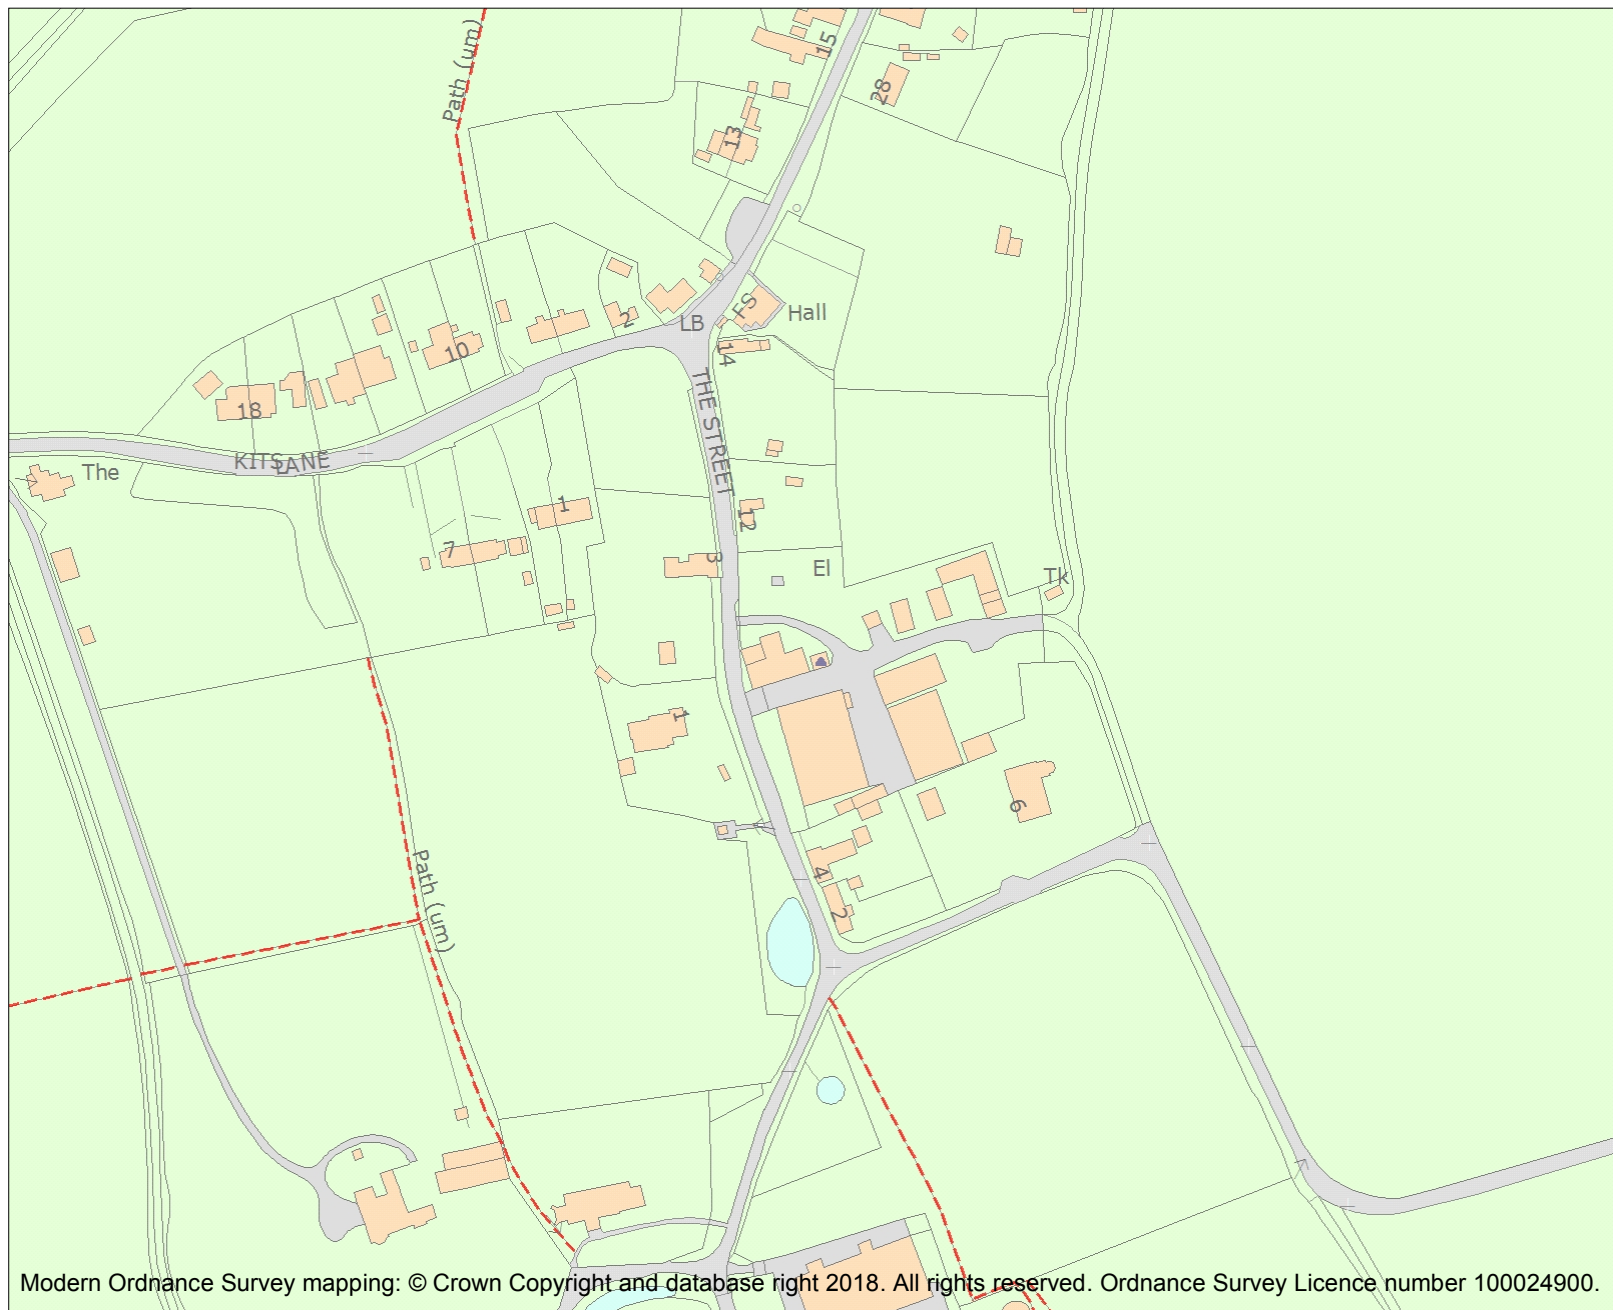 Path (um)
15
28
13
2
LB
FS
Hall
14
10
18
THE STREET
KITS LANE
The
1
12
7
3
El
Tk
1
6
4
2
Path (um)
Modern Ordnance Survey mapping: © Crown Copyright and database right 2018. All rights reserved. Ordnance Survey Licence number 100024900.